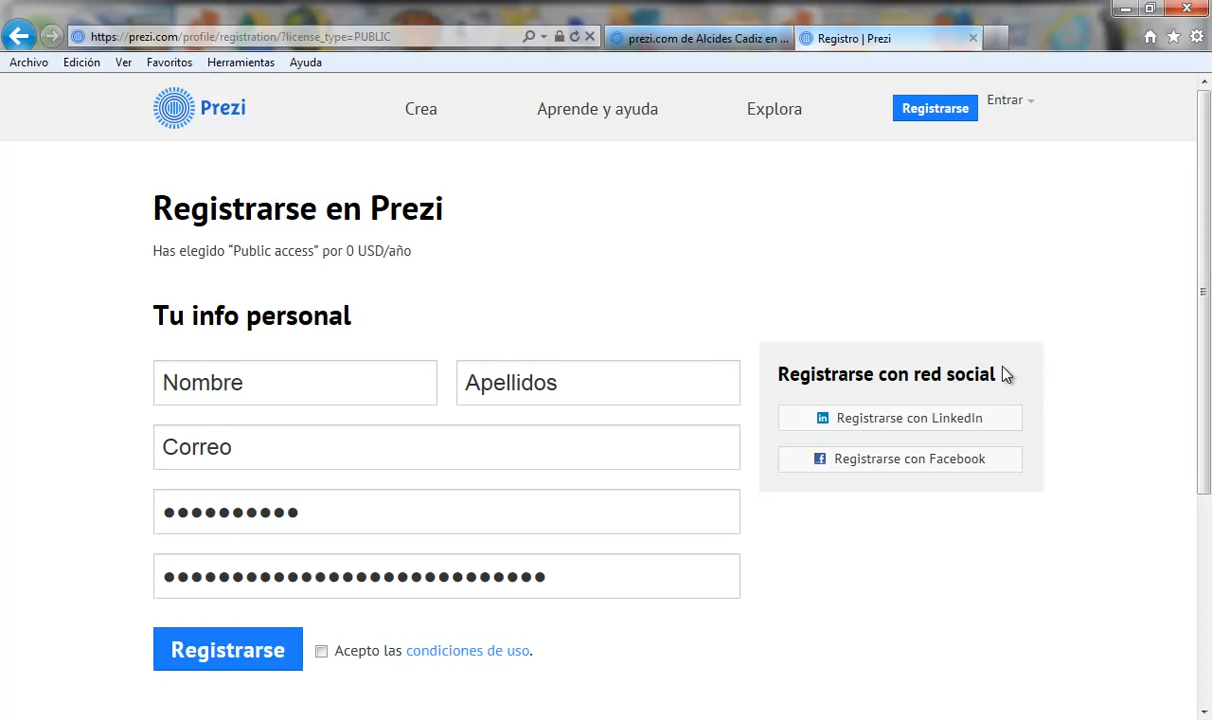 https://prezi.com/profile/registration/?license_type=PUBLIC
prezi.com de Alcides Cadiz en ...
Registro | Prezi
Archivo Edición Ver Favoritos Herramientas Ayuda
Prezi
Crea Aprende y ayuda Explora Registrarse Entrar
Registrarse en Prezi
Has elegido “Public access” por 0 USD/año
Tu info personal
Nombre Apellidos
Correo
●●●●●●●●●●
●●●●●●●●●●●●●●●●●●●●●●●●●●●●
Registrarse con red social
Registrarse con LinkedIn
Registrarse con Facebook
Registrarse Acepto las condiciones de uso.